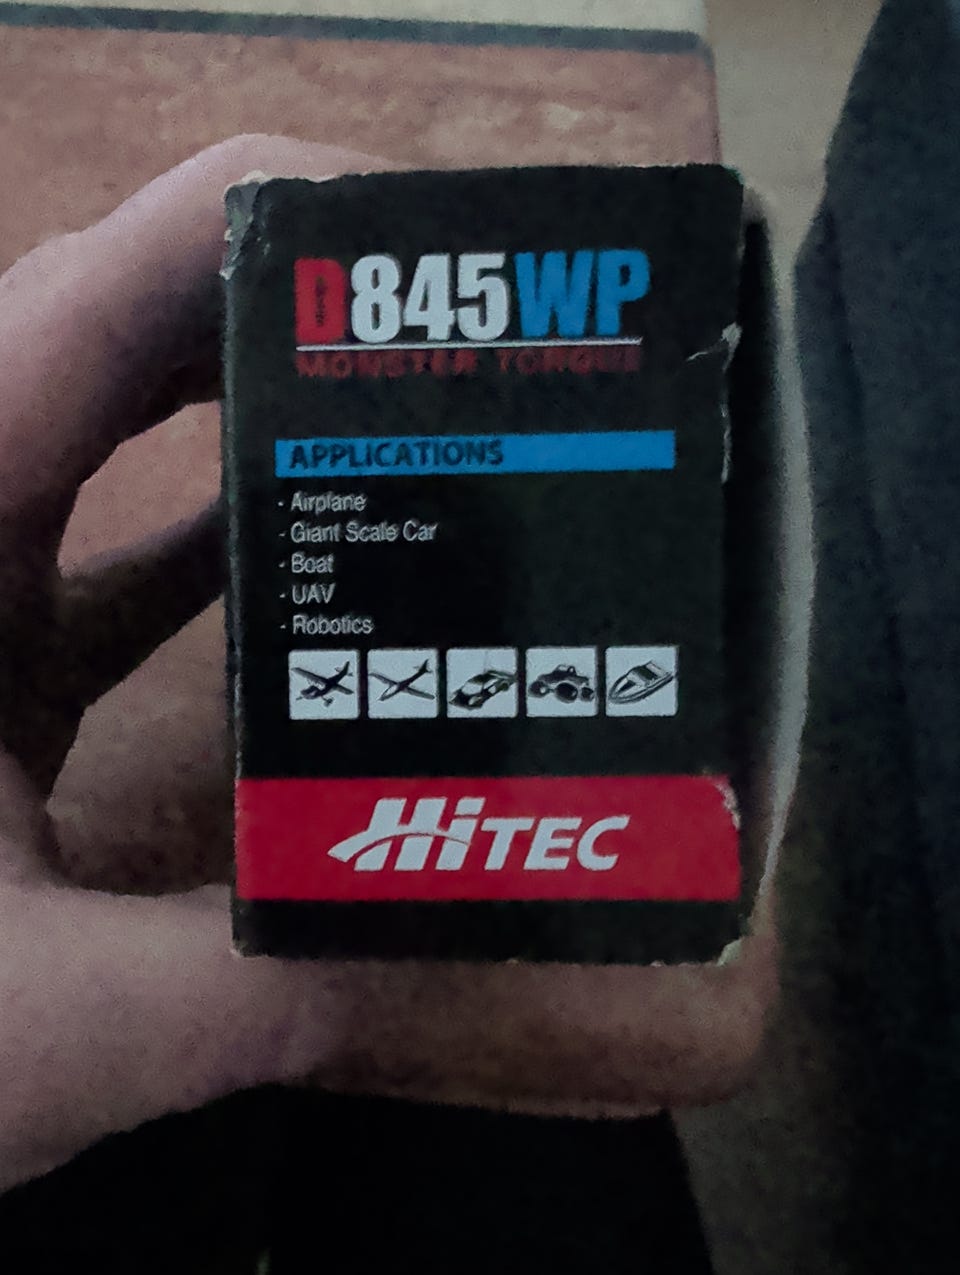 D845WP
MONSTER TORQUE
APPLICATIONS
- Airplane
- Giant Scale Car
- Boat
- UAV
- Robotics
HiTEC